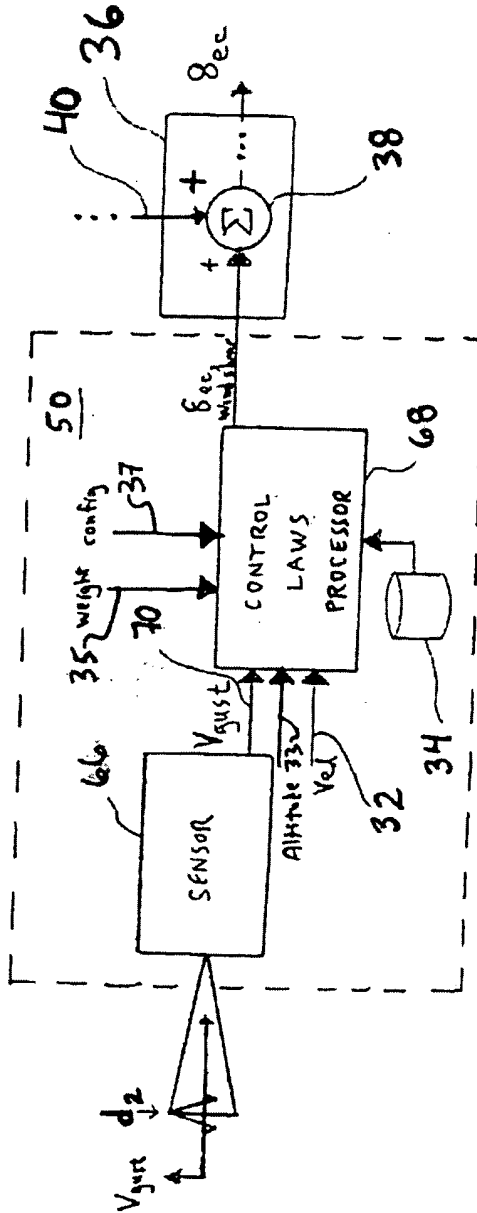 Vgust
d2
66
SENSOR
50
35
weight
config
37
70
Vgust
Altitude 33
Vel
32
CONTROL
LAWS
PROCESSOR
68
34
δec,
windshear
40
36
+
+
Σ
...
38
δec